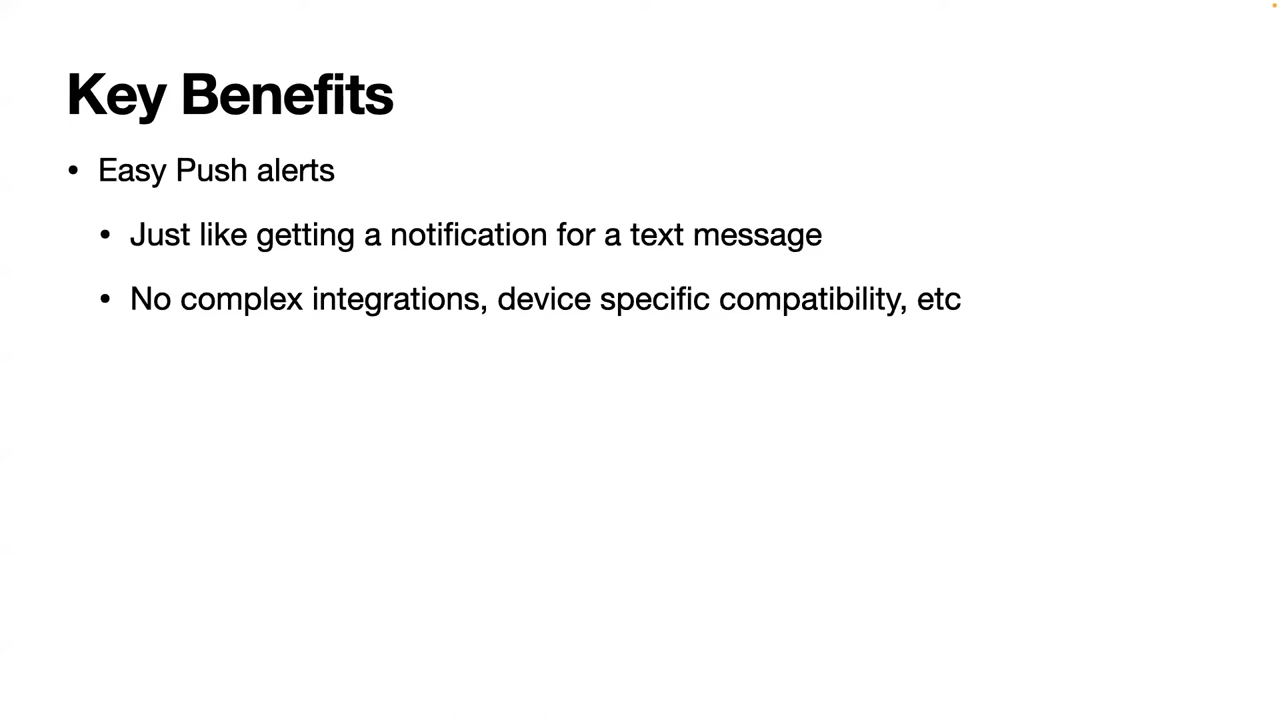 Key Benefits
• Easy Push alerts
• Just like getting a notification for a text message
• No complex integrations, device specific compatibility, etc